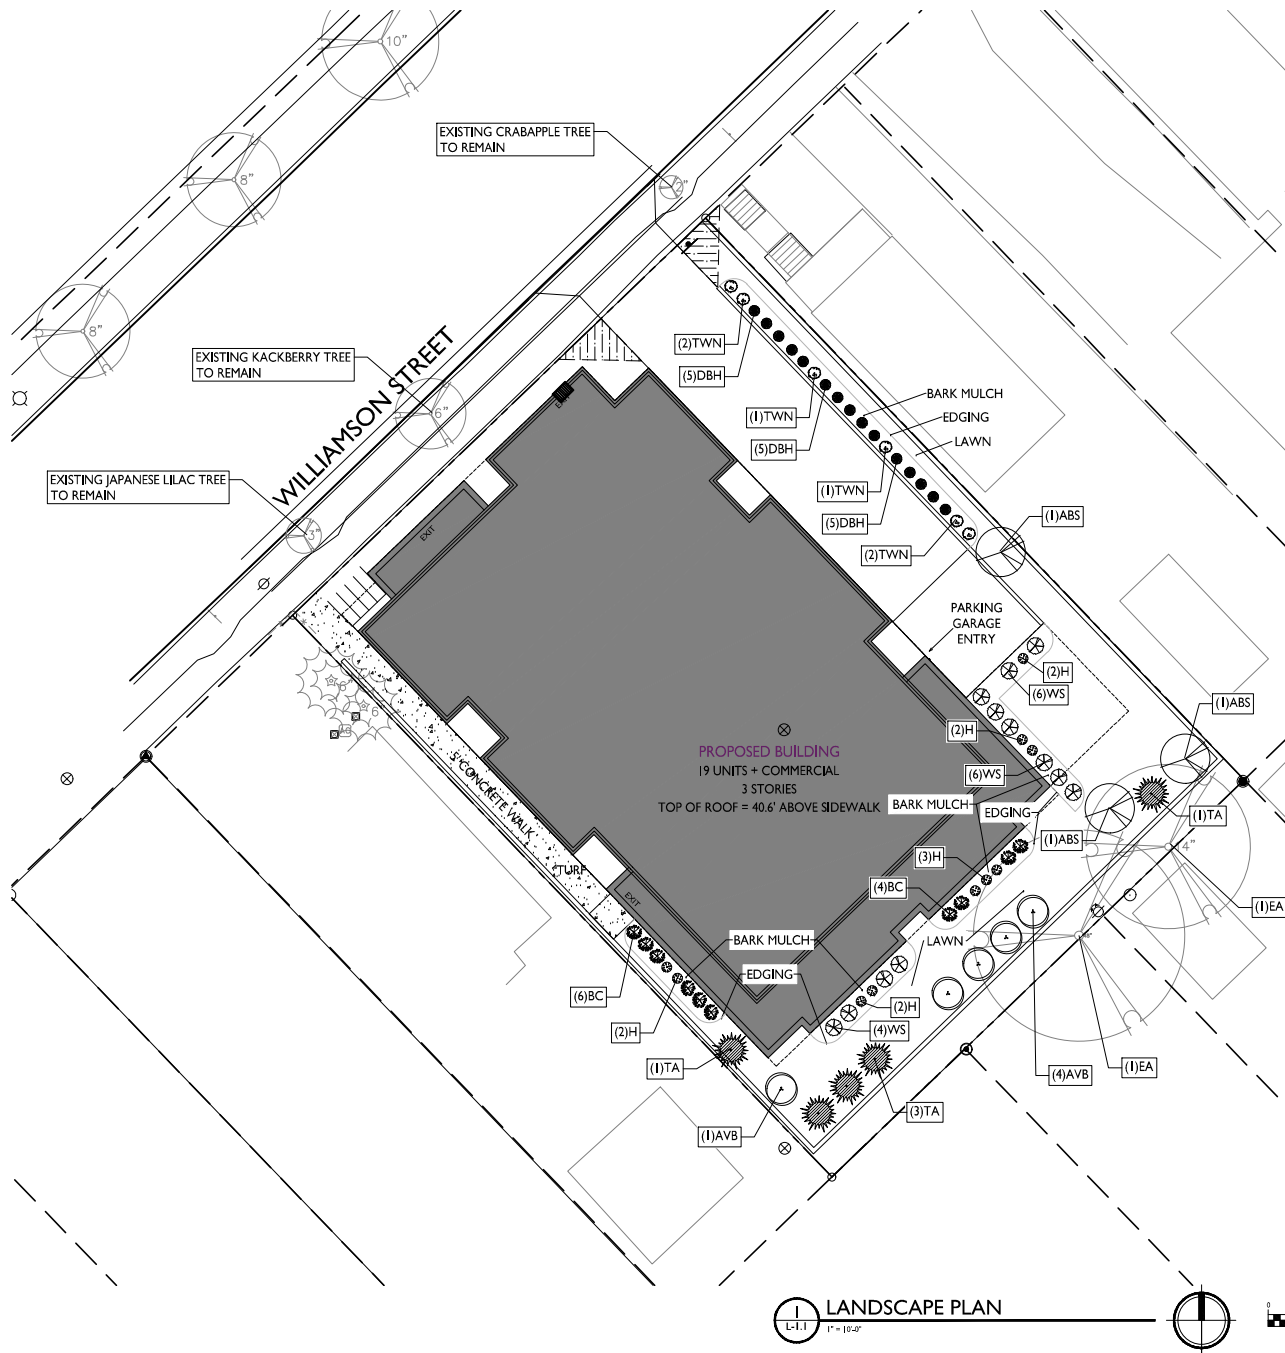 10"
EXISTING CRABAPPLE TREE
TO REMAIN
8"
2"
8"
WILLIAMSON STREET
EXISTING KACKBERRY TREE
TO REMAIN
6"
(2)TWN
(5)DBH
(1)TWN
BARK MULCH
EDGING
LAWN
(5)DBH
EXISTING JAPANESE LILAC TREE
TO REMAIN
3"
EXIT
(1)TWN
(5)DBH
(2)TWN
(1)ABS
PARKING
GARAGE
ENTRY
(2)H
(6)WS
(1)ABS
(2)H
PROPOSED BUILDING
19 UNITS + COMMERCIAL
3 STORIES
TOP OF ROOF = 40.6' ABOVE SIDEWALK
(6)WS
BARK MULCH
EDGING
(1)TA
(1)ABS
5' CONCRETE WALK
TURF
EXIT
(3)H
(4)BC
(1)EA
BARK MULCH
LAWN
EDGING
(6)BC
(2)H
(2)H
(4)WS
(1)TA
(4)AVB
(1)EA
(3)TA
(1)AVB
1
L-1.1
LANDSCAPE PLAN
1" = 10'-0"
0